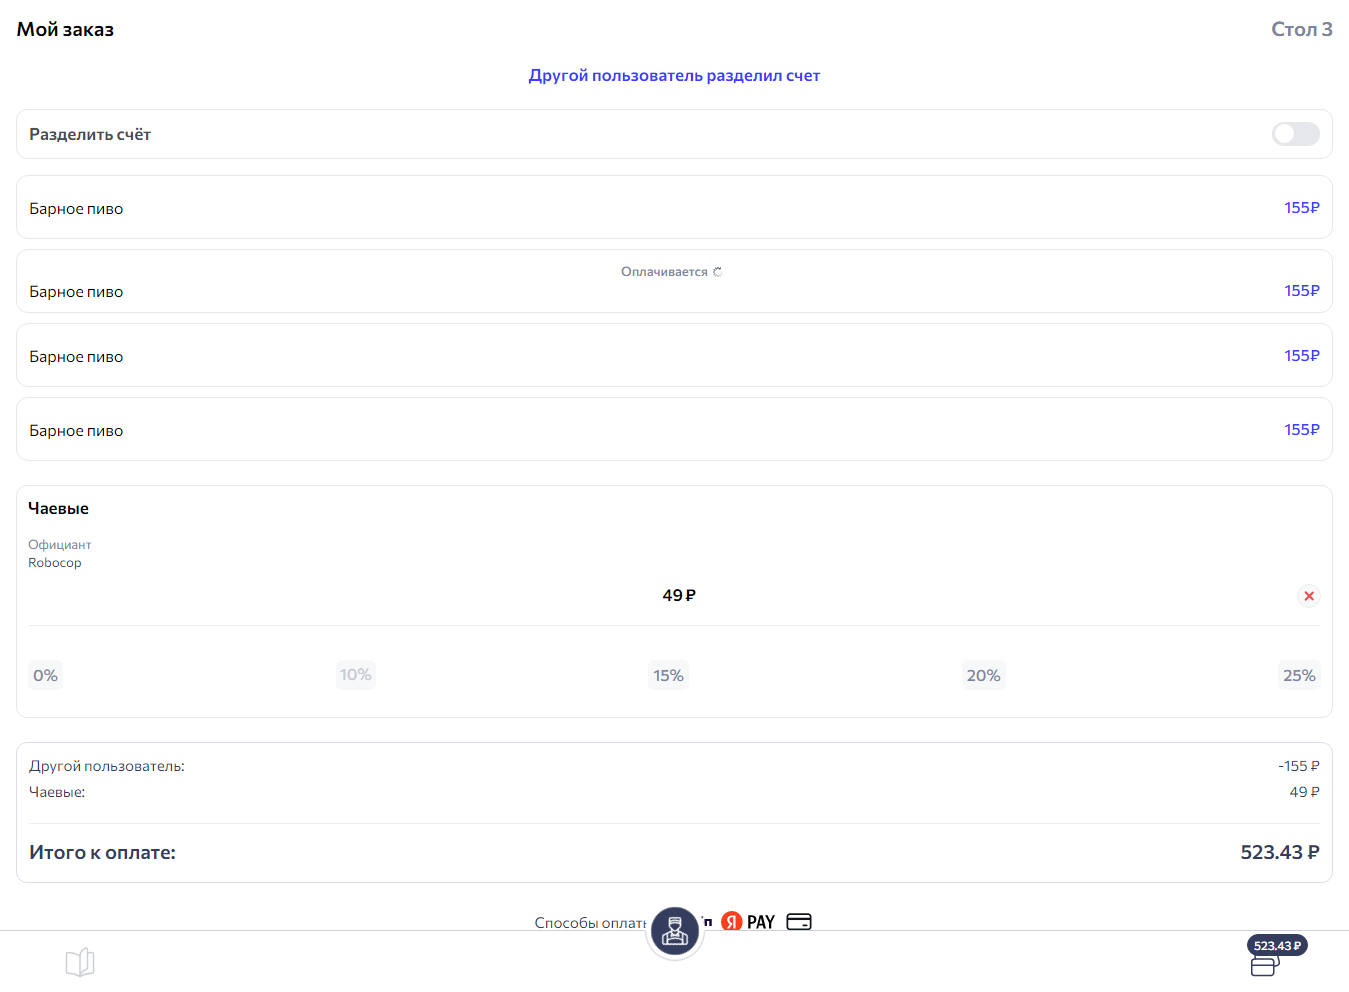 Мой заказ
Стол 3
Другой пользователь разделил счет
Разделить счёт
Барное пиво
155₽
Оплачивается
Барное пиво
155₽
Барное пиво
155₽
Барное пиво
155₽
Чаевые
Официант
Robocop
49 ₽
0%
10%
15%
20%
25%
Другой пользователь:
-155 ₽
Чаевые:
49 ₽
Итого к оплате:
523.43 ₽
Способы
Я PAY
523.43 ₽